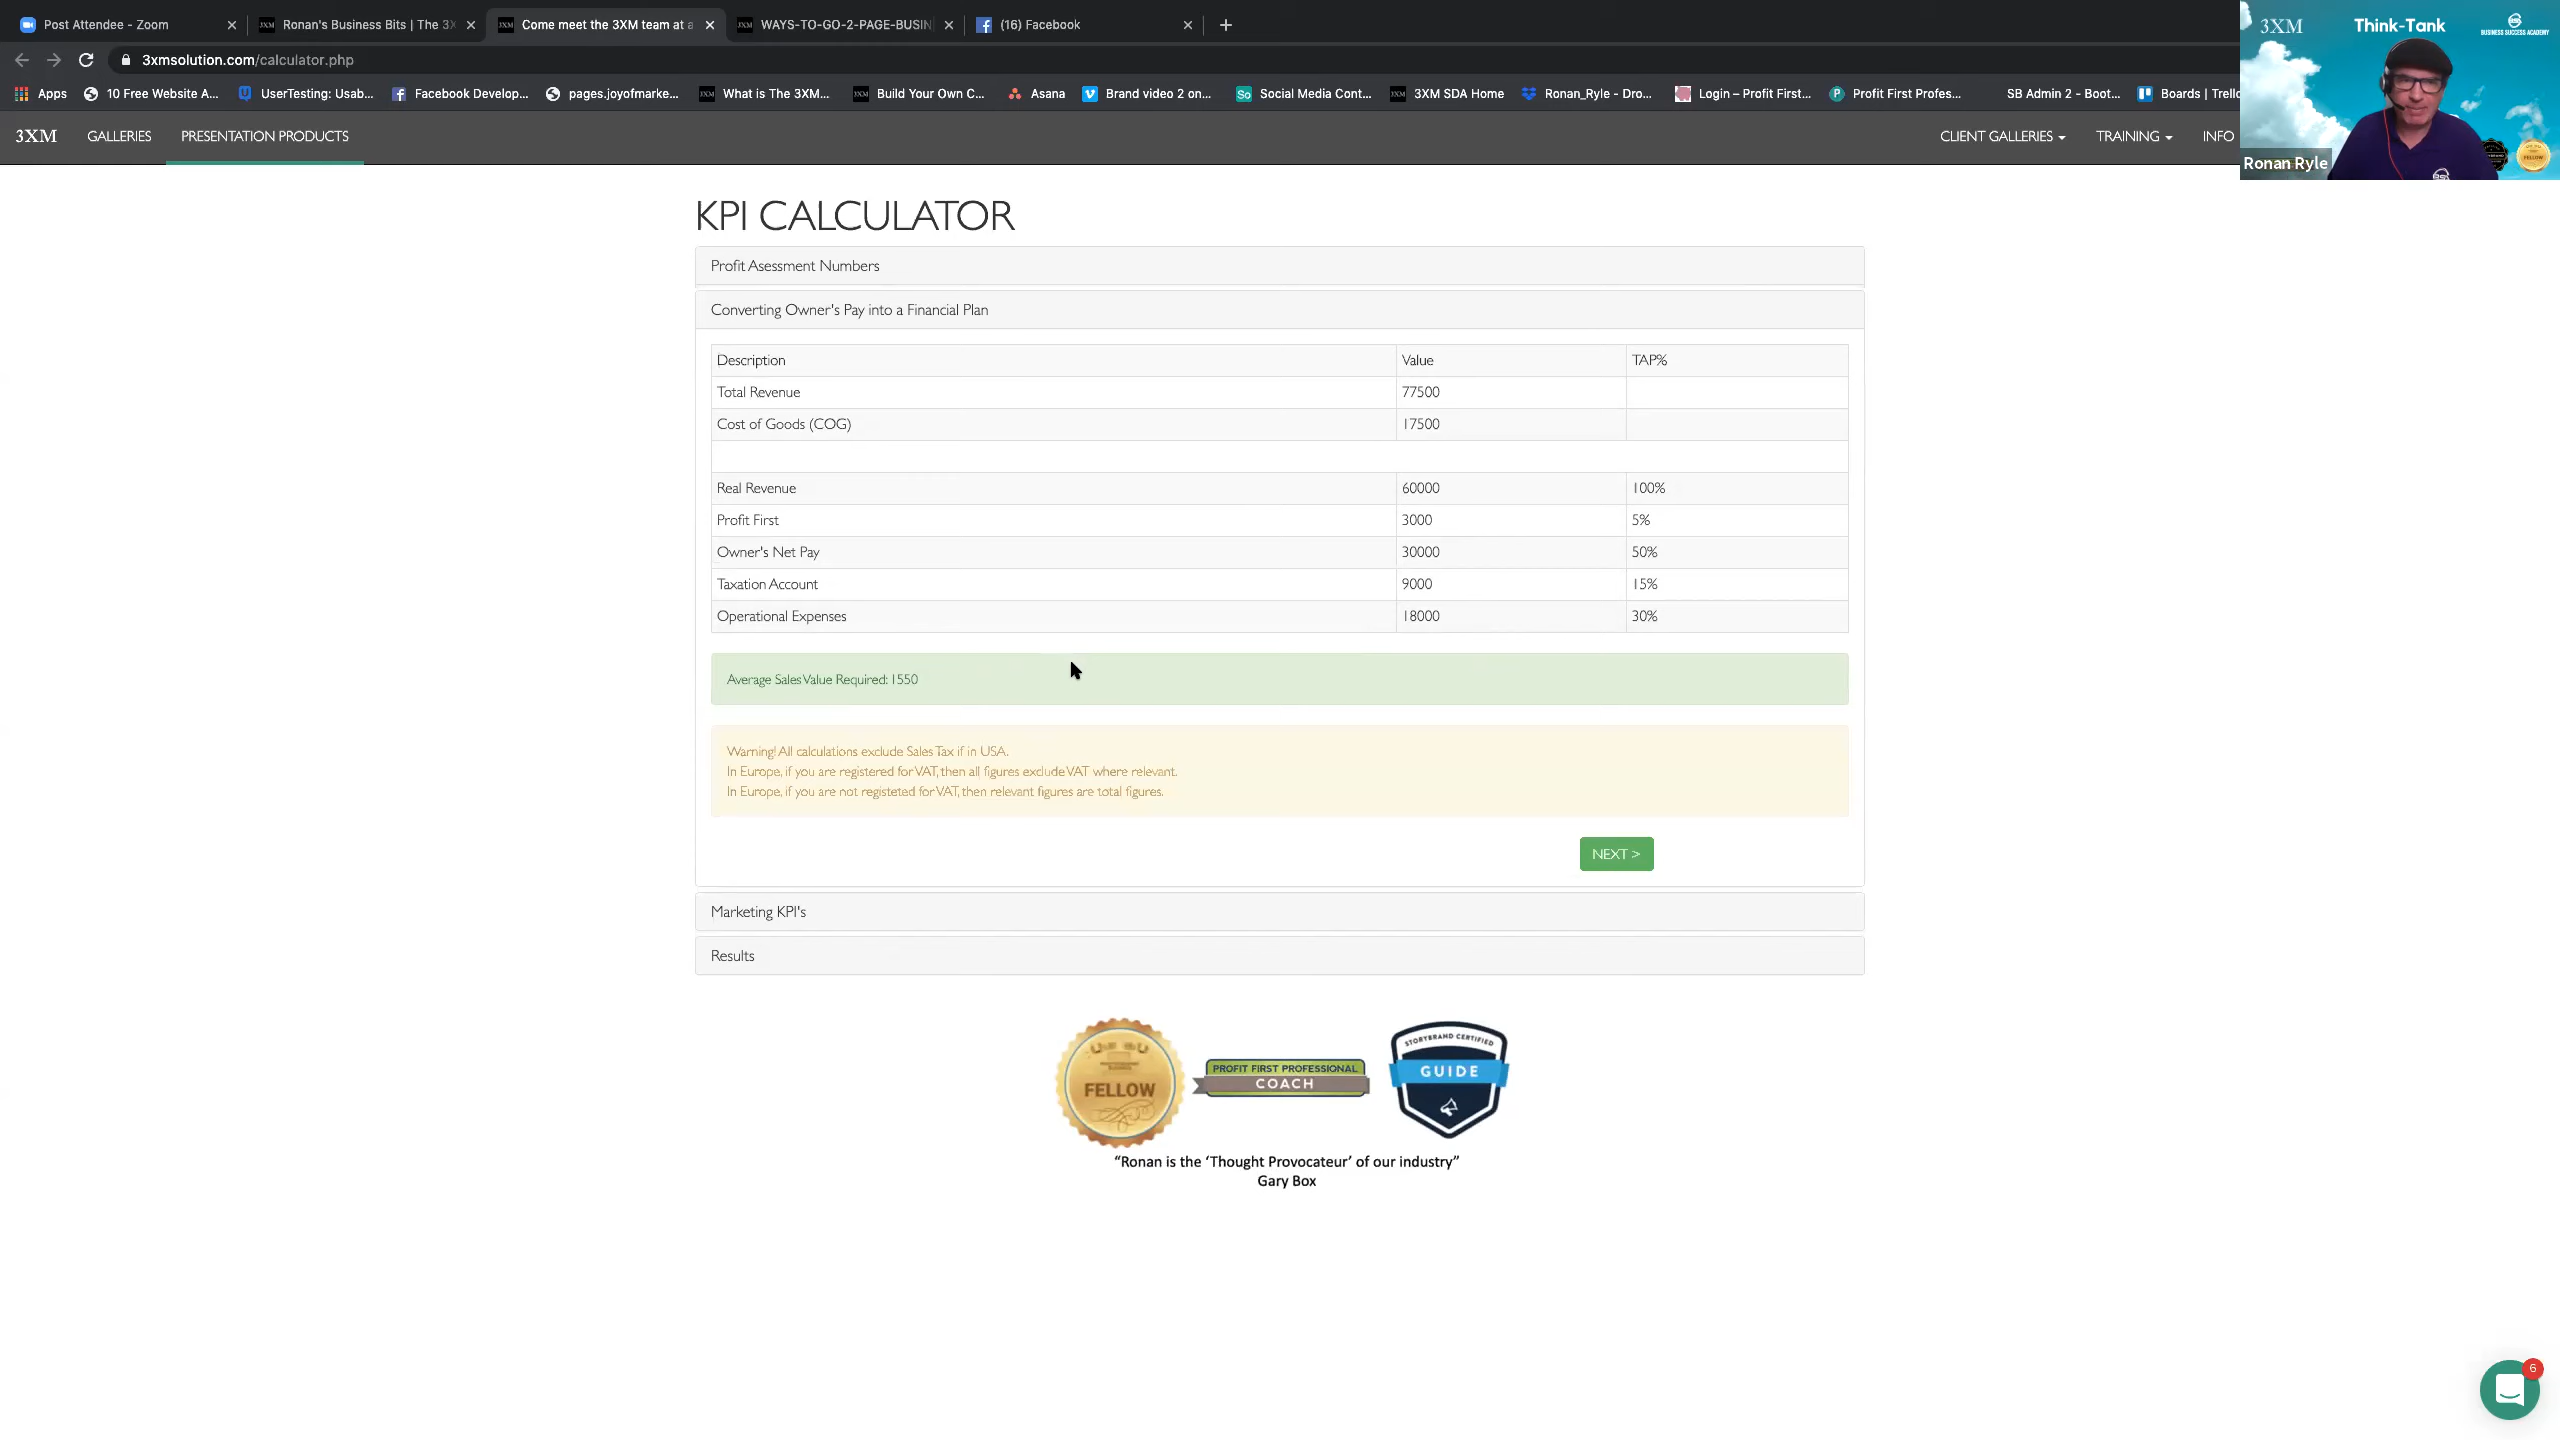 Post Attendee - Zoom
Ronan's Business Bits | The 3X
Come meet the 3XM team at a
WAYS-TO-GO-2-PAGE-BUSIN
(16) Facebook
3xmsolution.com/calculator.php
Apps
10 Free Website A...
UserTesting: Usab...
Facebook Develop...
pages.joyofmarke...
What is The 3XM...
Build Your Own C...
Asana
Brand video 2 on...
Social Media Cont...
3XM SDA Home
Ronan_Ryle - Dro...
Login – Profit First...
Profit First Profes...
SB Admin 2 - Boot...
Boards | Trello
3XM
Think-Tank
BUSINESS SUCCESS ACADEMY
Ronan Ryle
3XM
GALLERIES
PRESENTATION PRODUCTS
CLIENT GALLERIES
TRAINING
INFO
KPI CALCULATOR
Profit Asessment Numbers
Converting Owner's Pay into a Financial Plan
Description Value TAP%
Total Revenue 77500
Cost of Goods (COG) 17500
Real Revenue 60000 100%
Profit First 3000 5%
Owner's Net Pay 30000 50%
Taxation Account 9000 15%
Operational Expenses 18000 30%
Average Sales Value Required: 1550
Warning! All calculations exclude Sales Tax if in USA.
In Europe, if you are registered for VAT, then all figures exclude VAT where relevant.
In Europe, if you are not registeted for VAT, then relevant figures are total figures.
NEXT >
Marketing KPI's
Results
FELLOW
PROFIT FIRST PROFESSIONAL
COACH
STORYBRAND CERTIFIED
GUIDE
“Ronan is the ‘Thought Provocateur’ of our industry”
Gary Box
6